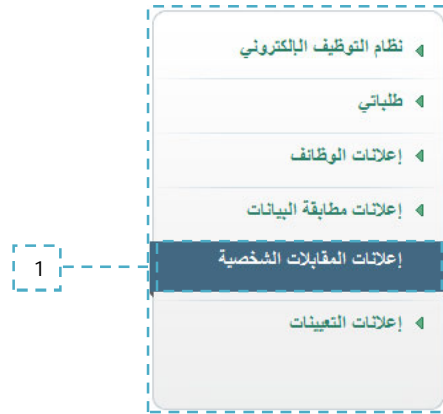 نظام التوظيف الإلكتروني
طلباتي
إعلانات الوظائف
إعلانات مطابقة البيانات
إعلانات المقابلات الشخصية
1
إعلانات التعيينات